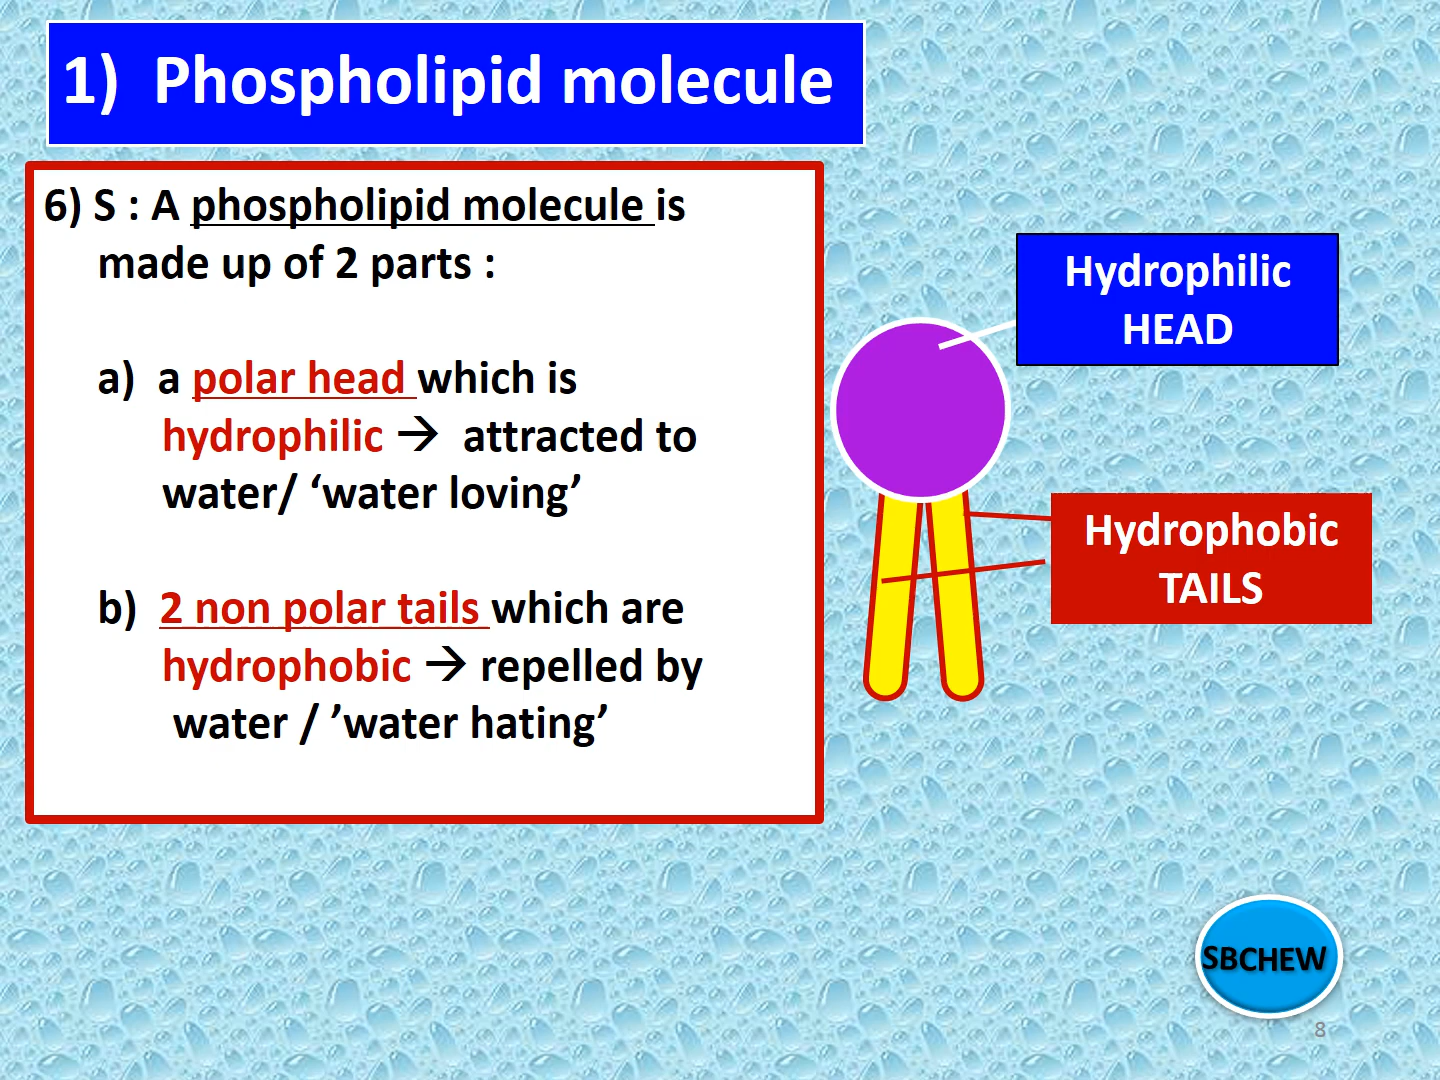 1) Phospholipid molecule
6) S : A phospholipid molecule is
made up of 2 parts :
a) a polar head which is
hydrophilic → attracted to
water/ ‘water loving’
b) 2 non polar tails which are
hydrophobic → repelled by
water / ’water hating’
Hydrophilic
HEAD
Hydrophobic
TAILS
SBCHEW
8